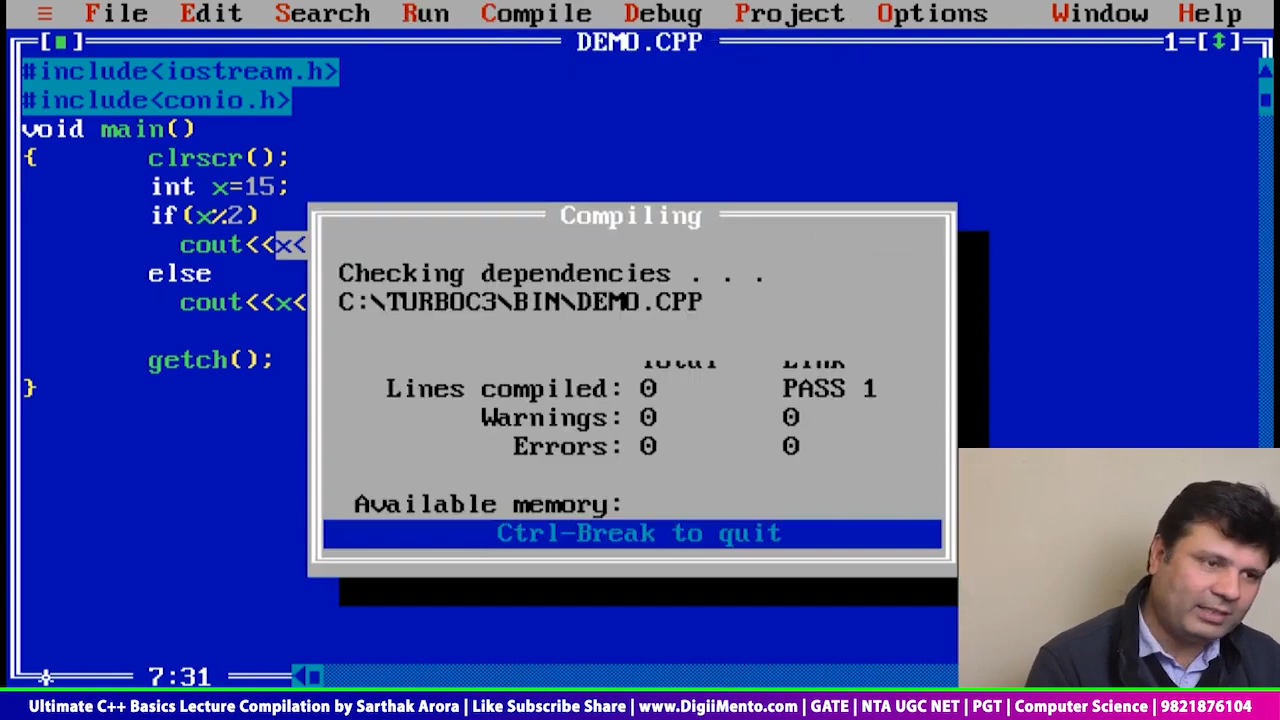 ≡ File Edit Search Run Compile Debug Project Options Window Help
[■] DEMO.CPP 1=[↕]
#include<iostream.h>
#include<conio.h>
void main()
{ clrscr();
int x=15;
if(x%2)
cout<<x<
else
cout<<x<
getch();
}
Compiling
Checking dependencies . . .
C:\TURBOC3\BIN\DEMO.CPP
Total Link
Lines compiled: 0 PASS 1
Warnings: 0 0
Errors: 0 0
Available memory:
Ctrl-Break to quit
7:31
Ultimate C++ Basics Lecture Compilation by Sarthak Arora | Like Subscribe Share | www.DigiiMento.com | GATE | NTA UGC NET | PGT | Computer Science | 9821876104